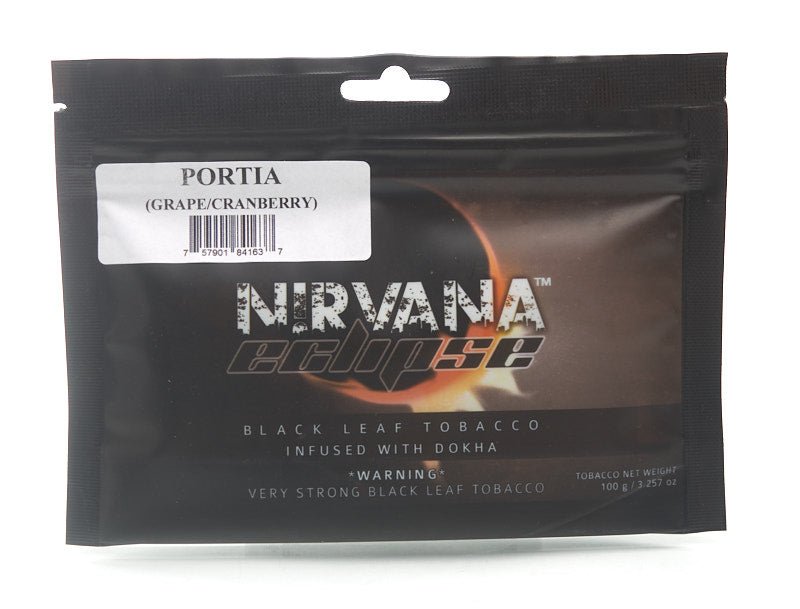 PORTIA
(GRAPE/CRANBERRY)
7 57901 84163 7
NIRVANA™
eclipse
BLACK LEAF TOBACCO
INFUSED WITH DOKHA
*WARNING*
VERY STRONG BLACK LEAF TOBACCO
TOBACCO NET WEIGHT
100 g / 3.257 oz